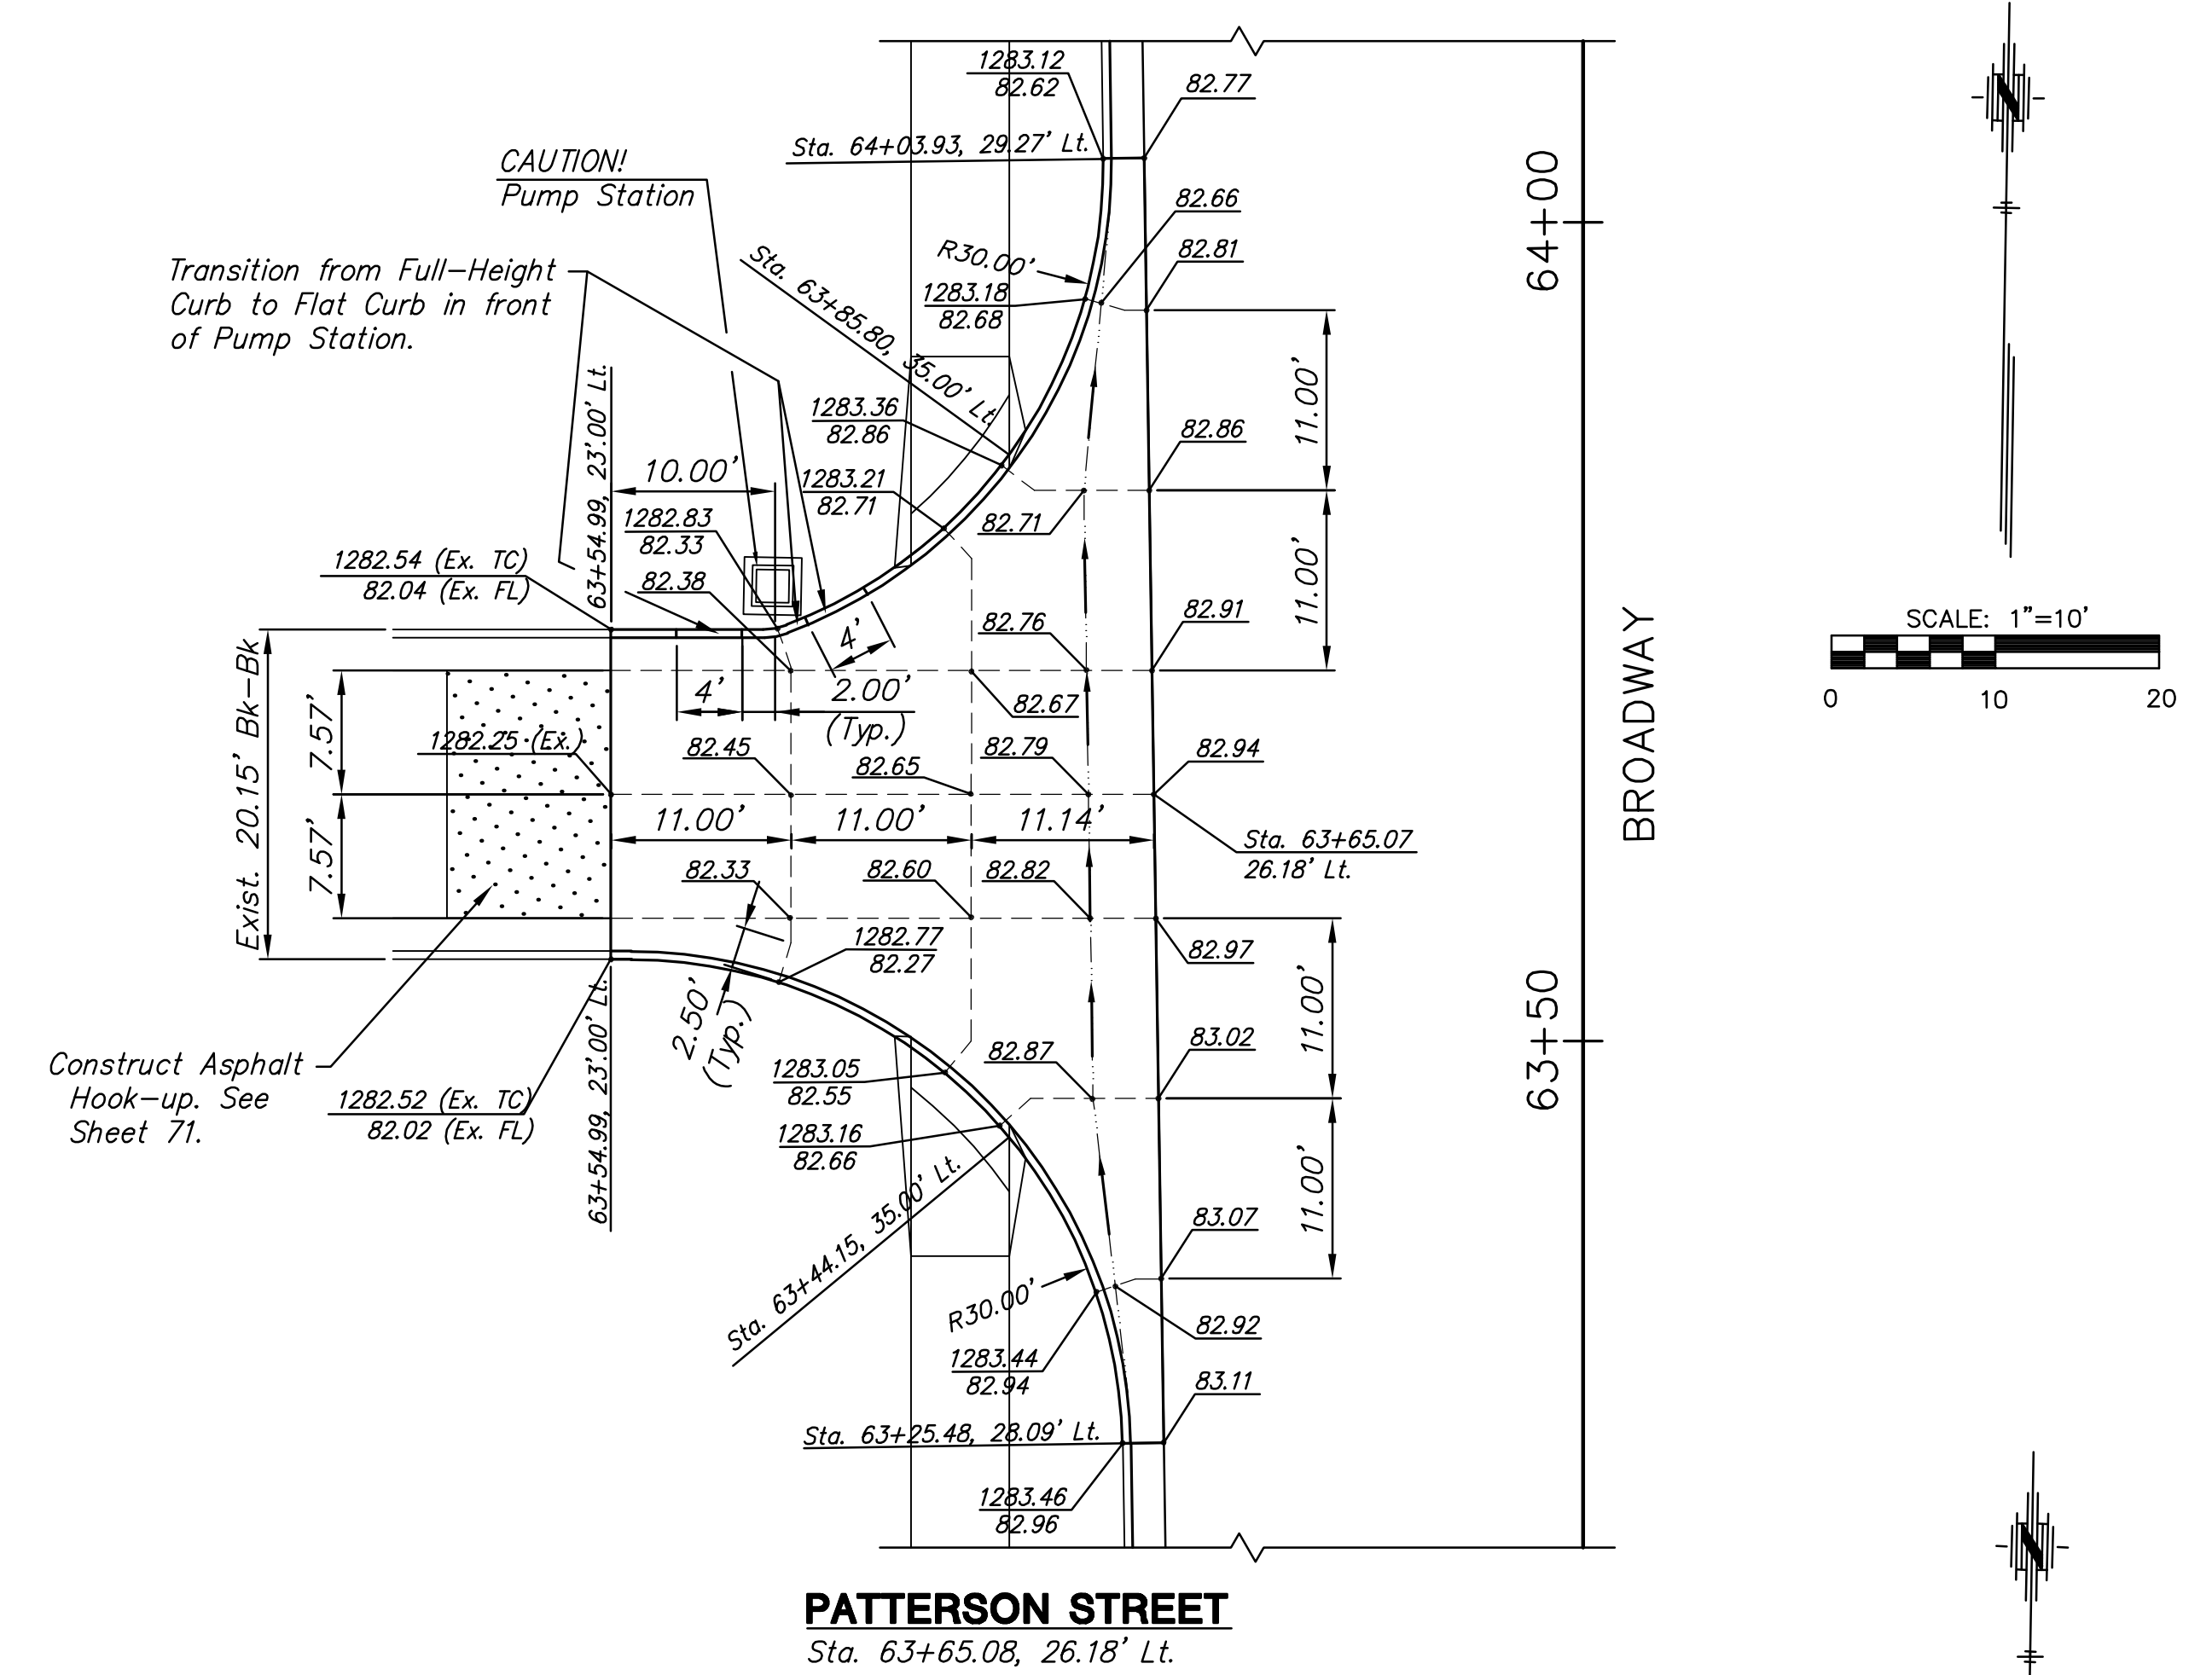 1283.12
82.62
82.77
Sta. 64+03.93, 29.27' Lt.
CAUTION!
Pump Station
82.66
82.81
64+00
Transition from Full-Height
Curb to Flat Curb in front
of Pump Station.
Sta. 63+85.80, 35.00' Lt.
R30.00'
1283.18
82.68
63+54.99, 23'.00' Lt.
1283.36
82.86
11.00'
82.86
10.00'
1283.21
82.71
1282.83
82.33
82.71
1282.54 (Ex. TC)
82.04 (Ex. FL)
82.38
11.00'
82.91
82.76
4'
4'
2.00'
(Typ.)
82.67
SCALE: 1"=10'
0
10
20
BROADWAY
Exist. 20.15' Bk-Bk
7.57'
1282.25 (Ex.)
82.45
82.65
82.79
82.94
11.00'
11.00'
11.14'
Sta. 63+65.07
26.18' Lt.
7.57'
82.33
82.60
82.82
1282.77
82.27
82.97
2.50'
(Typ.)
63+50
11.00'
83.02
82.87
Construct Asphalt
Hook-up. See
Sheet 71.
1282.52 (Ex. TC)
82.02 (Ex. FL)
63+54.99, 23'.00' Lt.
1283.05
82.55
1283.16
82.66
Sta. 63+44.15, 35.00' Lt.
11.00'
83.07
R30.00'
82.92
1283.44
82.94
83.11
Sta. 63+25.48, 28.09' Lt.
1283.46
82.96
N
N
PATTERSON STREET
Sta. 63+65.08, 26.18' Lt.